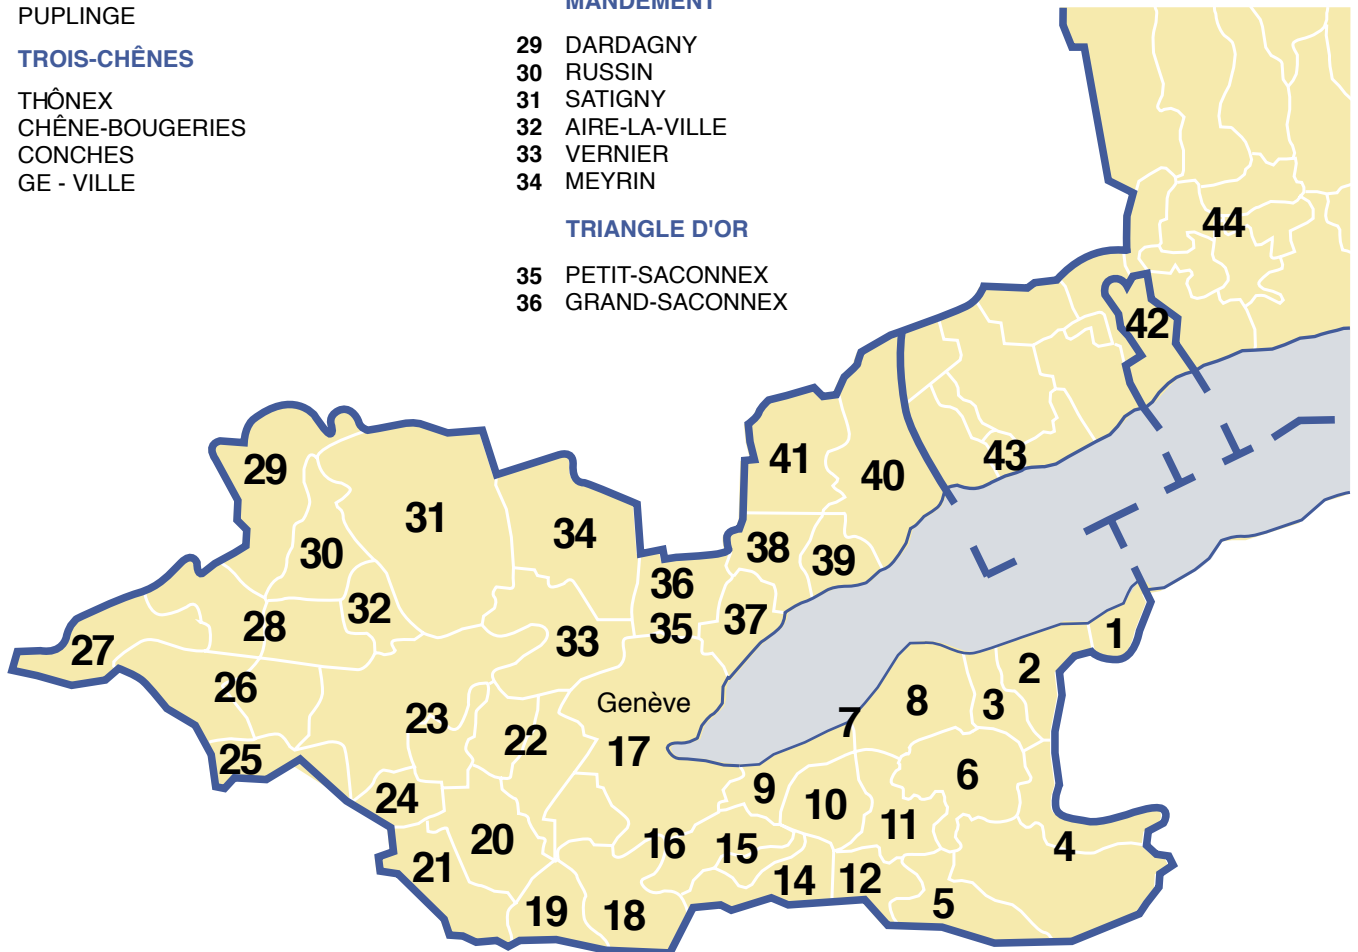 PUPLINGE
TROIS-CHÊNES
THÔNEX
CHÊNE-BOUGERIES
CONCHES
GE - VILLE
MANDEMENT
29 DARDAGNY
30 RUSSIN
31 SATIGNY
32 AIRE-LA-VILLE
33 VERNIER
34 MEYRIN
TRIANGLE D'OR
35 PETIT-SACONNEX
36 GRAND-SACONNEX
44
42
43
41
40
29
31
34
38
39
30
36
32
28
33
35
37
27
1
26
2
Genève
8
3
23
22
17
7
25
6
9
24
10
11
20
16
15
4
21
14
12
19
18
5